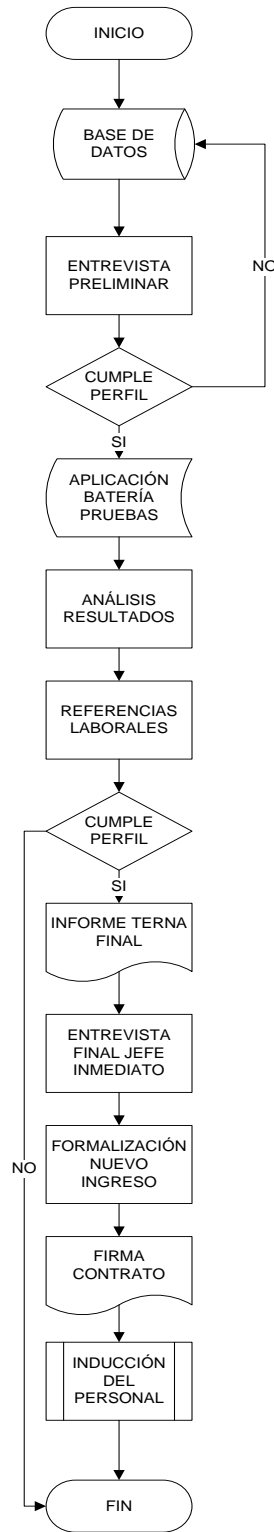 INICIO
BASE DE
DATOS
ENTREVISTA
PRELIMINAR
NO
CUMPLE
PERFIL
SI
APLICACIÓN
BATERÍA
PRUEBAS
ANÁLISIS
RESULTADOS
REFERENCIAS
LABORALES
CUMPLE
PERFIL
SI
INFORME TERNA
FINAL
ENTREVISTA
FINAL JEFE
INMEDIATO
NO
FORMALIZACIÓN
NUEVO
INGRESO
FIRMA
CONTRATO
INDUCCIÓN
DEL
PERSONAL
FIN